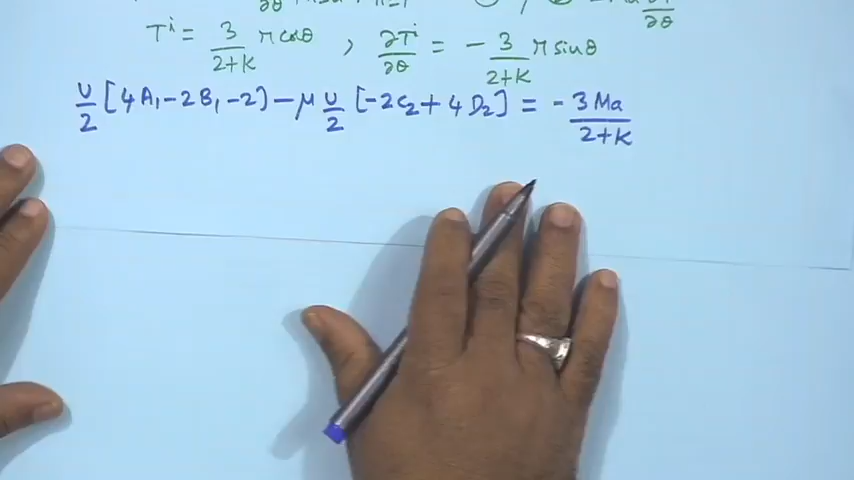 T^i = 3/(2+K) r cosθ , ∂T^i/∂θ = - 3/(2+K) r sinθ
U/2 [4A₁-2B₁-2] - μ U/2 [-2C₂+4D₂] = - 3Ma/(2+K)